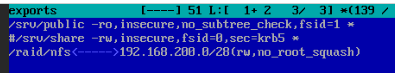 exports [----] 51 L:[ 1+ 2 3/ 3] *(139 /
/srv/public -ro,insecure,no_subtree_check,fsid=1 *
#/srv/share -rw,insecure,fsid=0,sec=krb5 *
/raid/nfs<----->192.168.200.0/28(rw,no_root_squash)